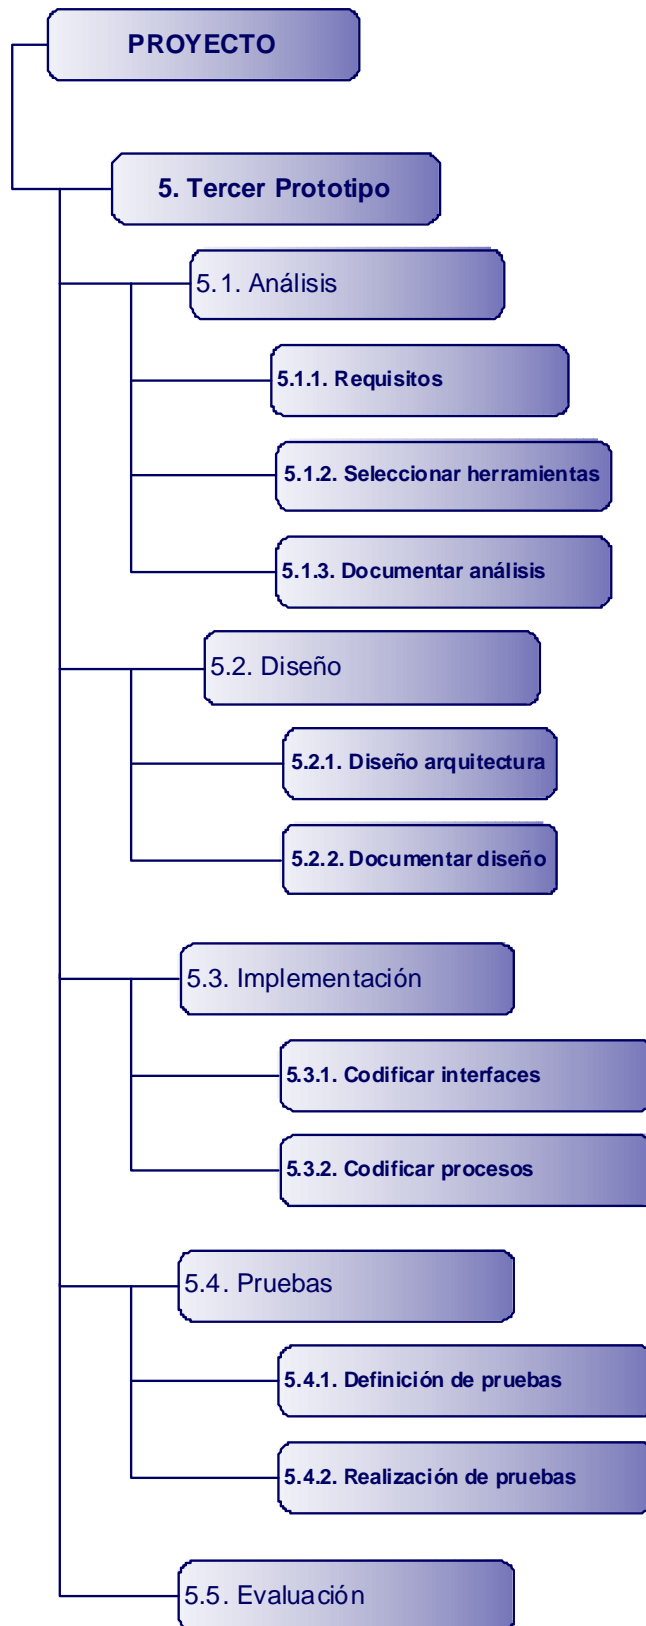 PROYECTO
5. Tercer Prototipo
5.1. Análisis
5.1.1. Requisitos
5.1.2. Seleccionar herramientas
5.1.3. Documentar análisis
5.2. Diseño
5.2.1. Diseño arquitectura
5.2.2. Documentar diseño
5.3. Implementación
5.3.1. Codificar interfaces
5.3.2. Codificar procesos
5.4. Pruebas
5.4.1. Definición de pruebas
5.4.2. Realización de pruebas
5.5. Evaluación